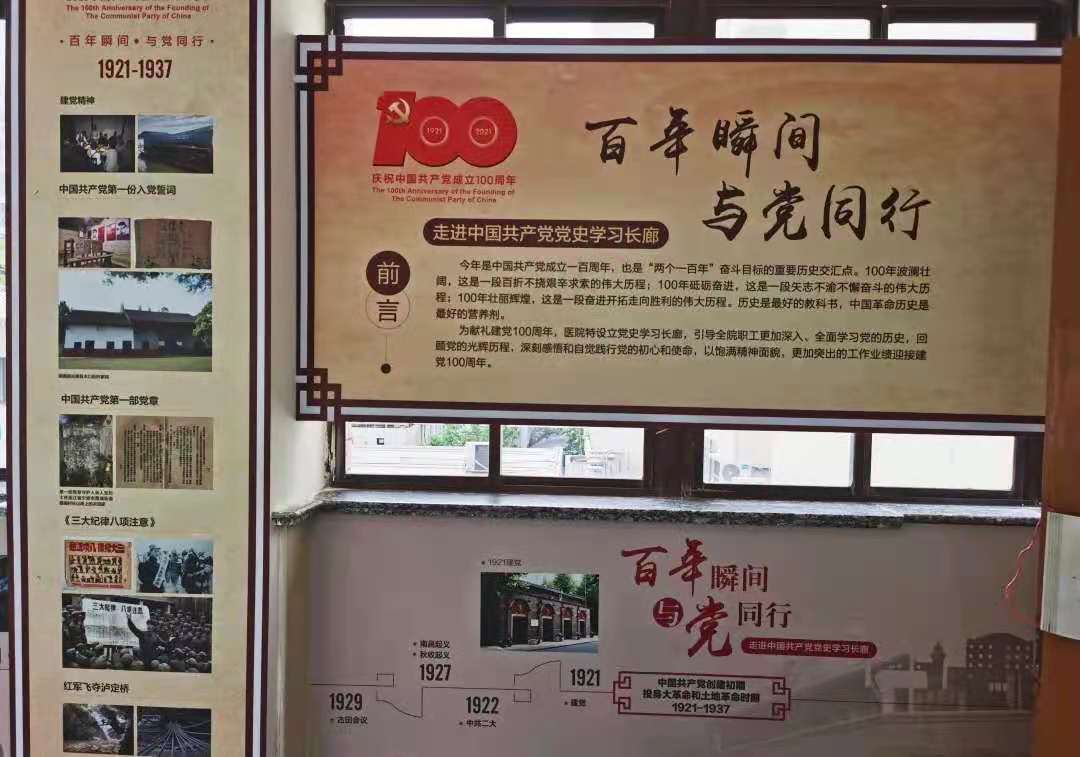 The 100th Anniversary of the Founding of
The Communist Party of China
·百年瞬间·与党同行·
1921-1937
建党精神
中国共产党第一份入党誓词
中国共产党第一部党章
《三大纪律八项注意》
三大纪律 八项注意
红军飞夺泸定桥
100
1921
2021
庆祝中国共产党成立100周年
The 100th Anniversary of the Founding of
The Communist Party of China
百年瞬间
与党同行
走进中国共产党党史学习长廊
前言
今年是中国共产党成立一百周年，也是“两个一百年”奋斗目标的重要历史交汇点。100年波澜壮
阔，这是一段百折不挠艰辛求索的伟大历程；100年砥砺奋进，这是一段矢志不渝不懈奋斗的伟大历
程；100年壮丽辉煌，这是一段奋进开拓走向胜利的伟大历程。历史是最好的教科书，中国革命历史是
最好的营养剂。
为献礼建党100周年，医院特设立党史学习长廊，引导全院职工更加深入、全面学习党的历史，回
顾党的光辉历程，深刻感悟和自觉践行党的初心和使命，以饱满精神面貌，更加突出的工作业绩迎接建
党100周年。
1921建党
百年瞬间
与党同行
走进中国共产党党史学习长廊
南昌起义
秋收起义
1927
1929
古田会议
1922
中共二大
1921
建党
中国共产党创建初期
投身大革命和土地革命时期
1921-1937